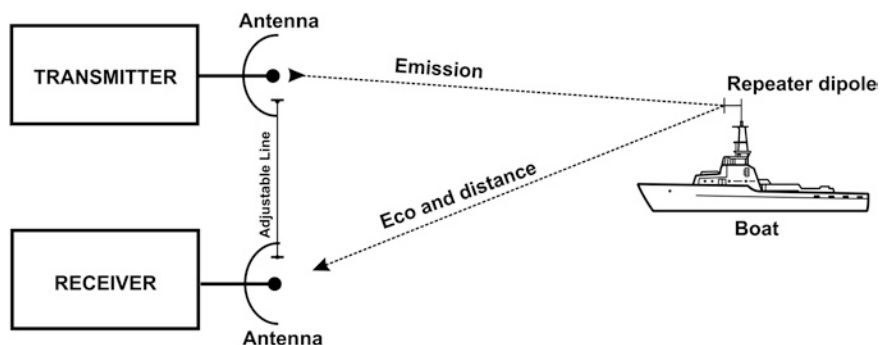 Antenna
TRANSMITTER
Emission
Repeater dipole
Adjustable Line
Eco and distance
Boat
RECEIVER
Antenna